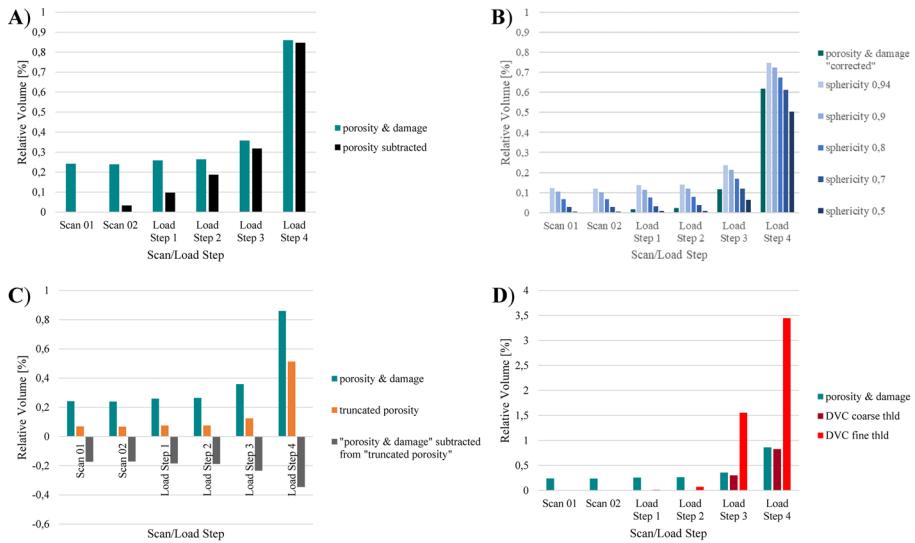 A)
1
0,9
0,8
0,7
0,6
0,5
0,4
0,3
0,2
0,1
0
Relative Volume [%]
Scan 01
Scan 02
Load
Step 1
Load
Step 2
Load
Step 3
Load
Step 4
Scan/Load Step
porosity & damage
porosity subtracted
B)
1
0,9
0,8
0,7
0,6
0,5
0,4
0,3
0,2
0,1
0
Relative Volume [%]
Scan 01
Scan 02
Load
Step 1
Load
Step 2
Load
Step 3
Load
Step 4
Scan/Load Step
porosity & damage
"corrected"
sphericity 0,94
sphericity 0,9
sphericity 0,8
sphericity 0,7
sphericity 0,5
C)
1
0,8
0,6
0,4
0,2
0
-0,2
-0,4
-0,6
Relative Volume [%]
Scan 01
Scan 02
Load Step 1
Load Step 2
Load Step 3
Load Step 4
Scan/Load Step
porosity & damage
truncated porosity
"porosity & damage" subtracted
from "truncated porosity"
D)
4
3,5
3
2,5
2
1,5
1
0,5
0
Relative Volume [%]
Scan 01
Scan 02
Load
Step 1
Load
Step 2
Load
Step 3
Load
Step 4
Scan/Load Step
porosity & damage
DVC coarse thld
DVC fine thld